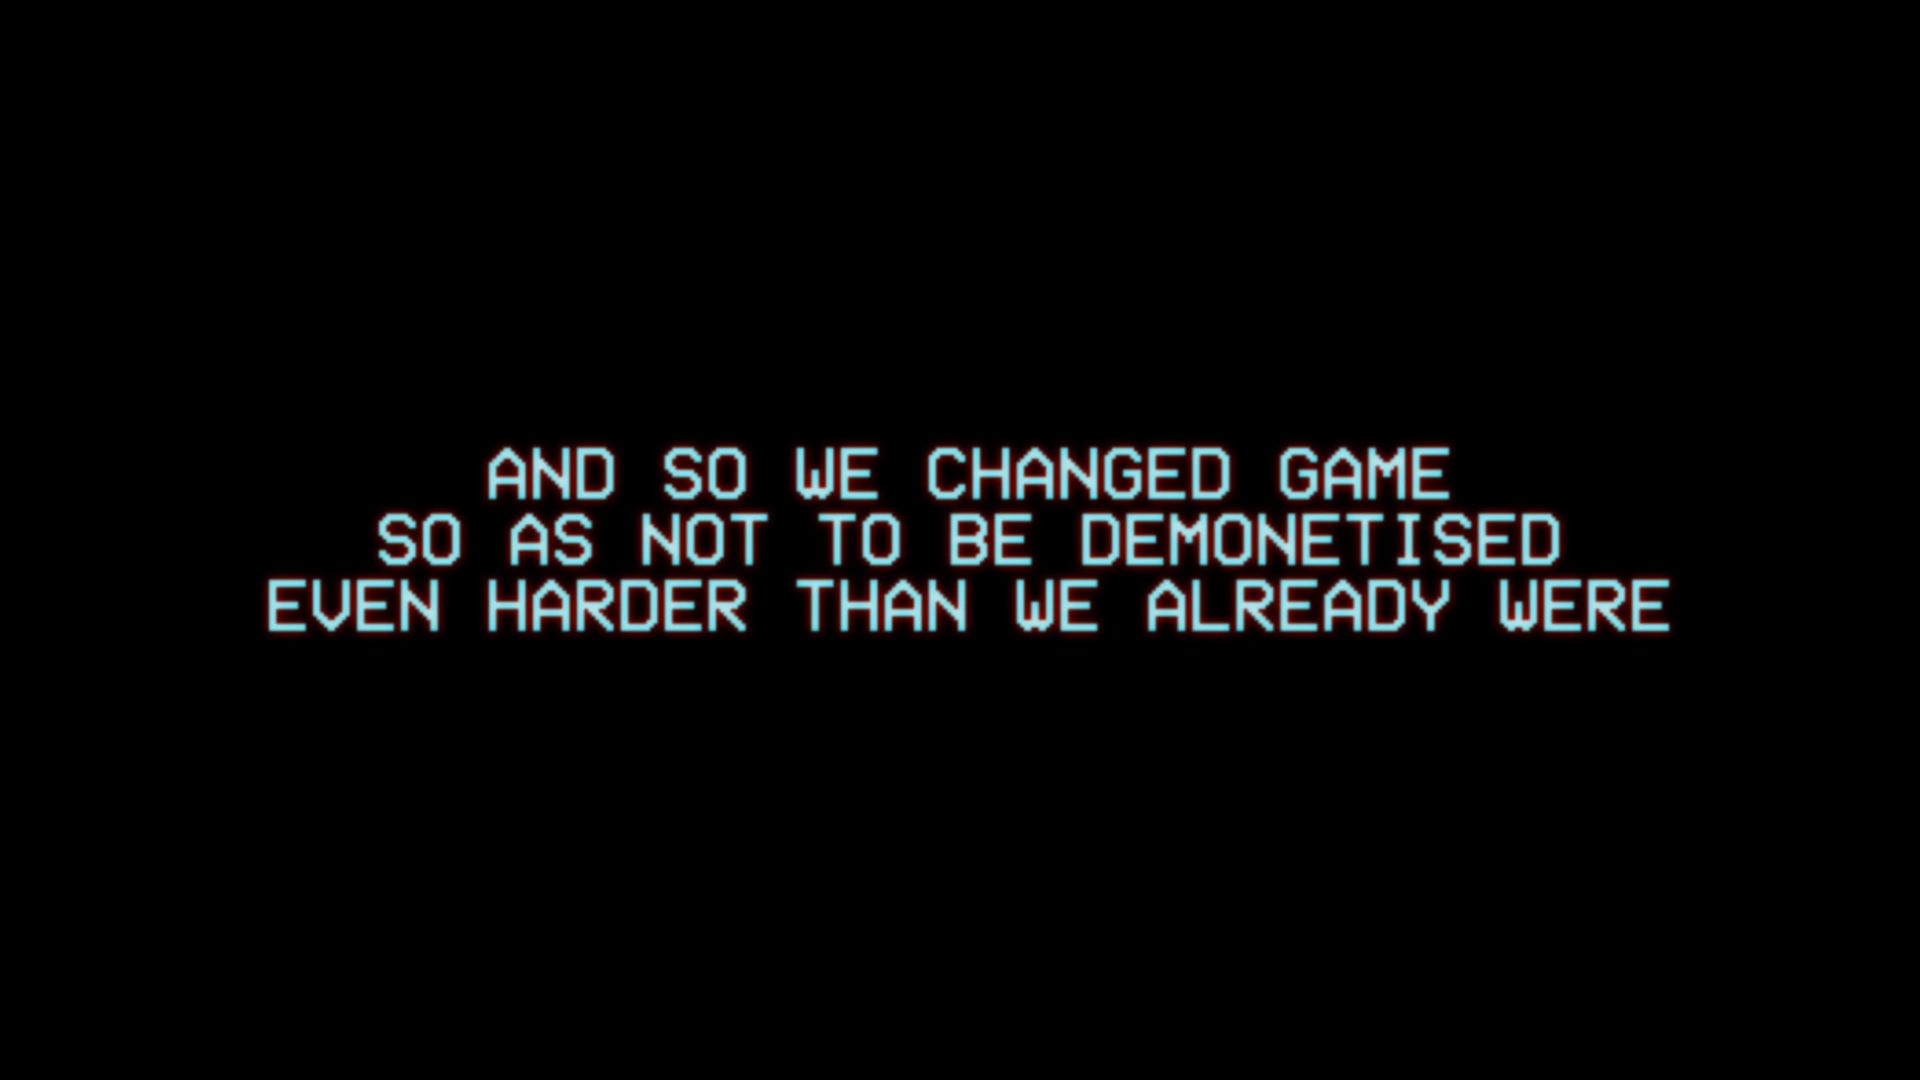 AND SO WE CHANGED GAME
SO AS NOT TO BE DEMONETISED
EVEN HARDER THAN WE ALREADY WERE